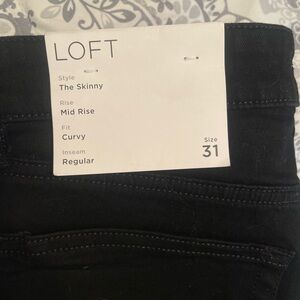 LOFT
Style
The Skinny
Rise
Mid Rise
Fit
Curvy
Inseam
Regular
Size
31